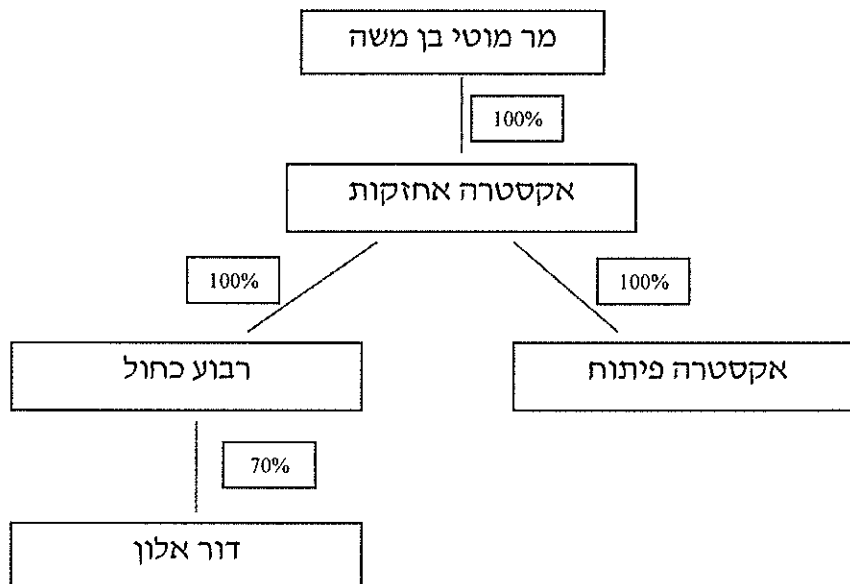 מר מוטי בן משה
100%
אקסטרה אחזקות
100%
100%
רבוע כחול
אקסטרה פיתוח
70%
דור אלון